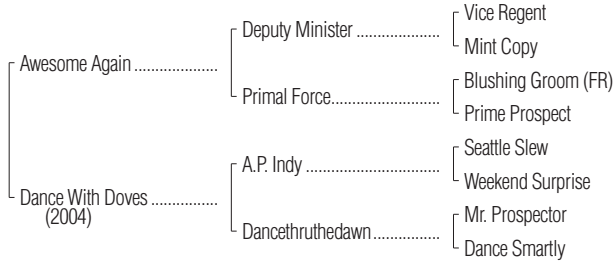 Vice Regent
Deputy Minister ...................
Mint Copy
Awesome Again ...................
Blushing Groom (FR)
Primal Force.........................
Prime Prospect
Seattle Slew
A.P. Indy ..............................
Weekend Surprise
Dance With Doves ...............
(2004)
Mr. Prospector
Dancethruthedawn...............
Dance Smartly